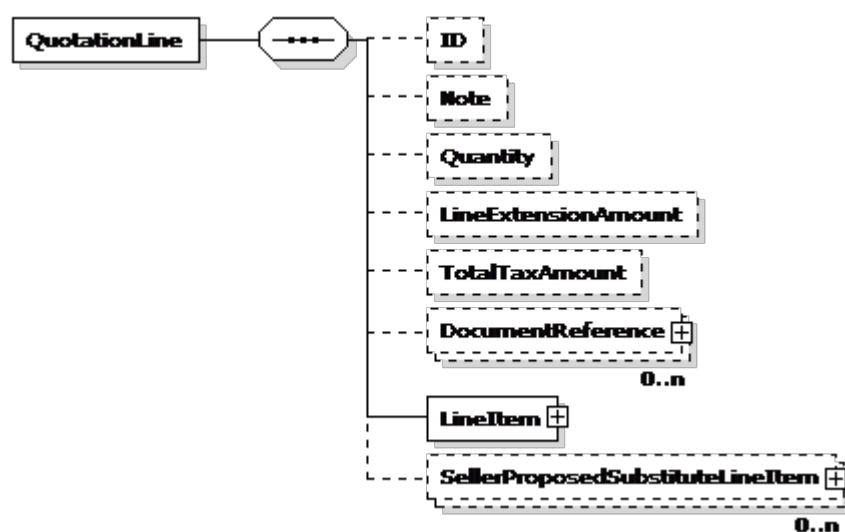 QuotationLine
ID
Note
Quantity
LineExtensionAmount
TotalTaxAmount
DocumentReference
0..n
LineItem
SellerProposedSubstituteLineItem
0..n